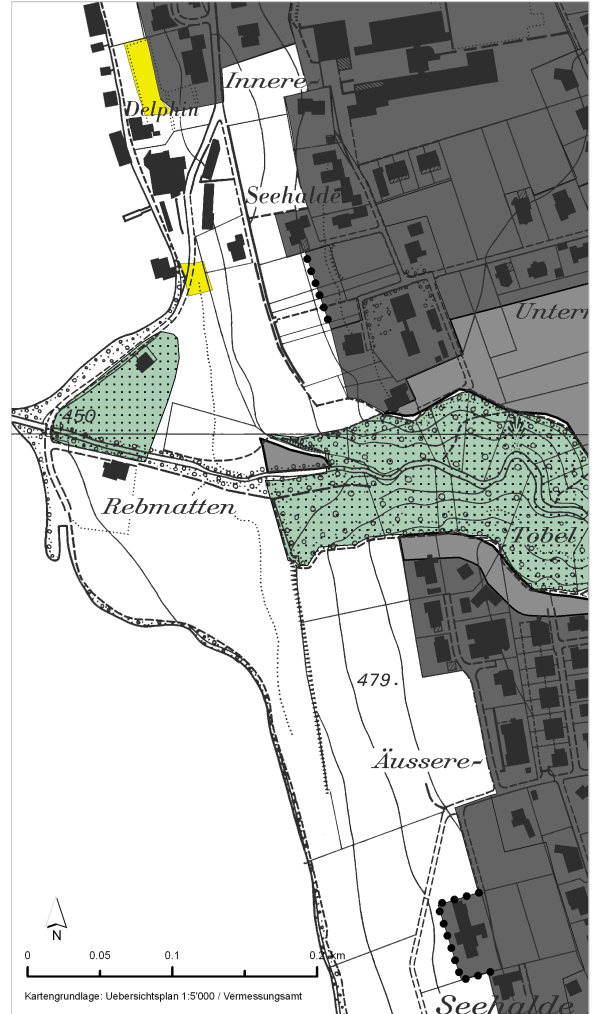 Innere-
Delphin
Seehalde
Unterr
450
Rebmatten
Tobel
479.
Äussere-
N
0 0.05 0.1 0.2 km
Kartengrundlage: Uebersichtsplan 1:5'000 / Vermessungsamt
Seehalde